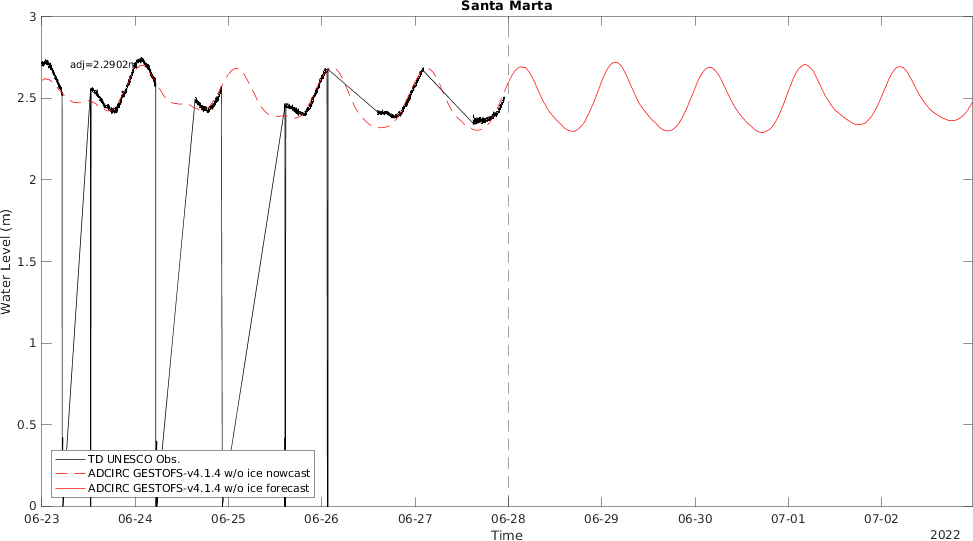 Santa Marta
3
adj=2.2902m
2.5
2
1.5
1
0.5
0
Water Level (m)
TD UNESCO Obs.
ADCIRC GESTOFS-v4.1.4 w/o ice nowcast
ADCIRC GESTOFS-v4.1.4 w/o ice forecast
06-23 06-24 06-25 06-26 06-27 06-28 06-29 06-30 07-01 07-02
Time
2022